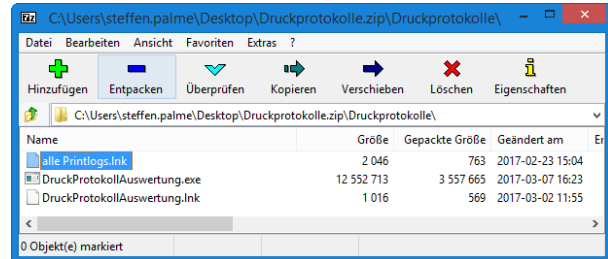 C:\Users\steffen.palme\Desktop\Druckprotokolle.zip\Druckprotokolle\
Datei Bearbeiten Ansicht Favoriten Extras ?
Hinzufügen Entpacken Überprüfen Kopieren Verschieben Löschen Eigenschaften
C:\Users\steffen.palme\Desktop\Druckprotokolle.zip\Druckprotokolle\
Name Größe Gepackte Größe Geändert am
alle Printlogs.lnk 2 046 763 2017-02-23 15:04
DruckProtokollAuswertung.exe 12 552 713 3 557 665 2017-03-07 16:23
DruckProtokollAuswertung.lnk 1 016 569 2017-03-02 11:55
0 Objekt(e) markiert